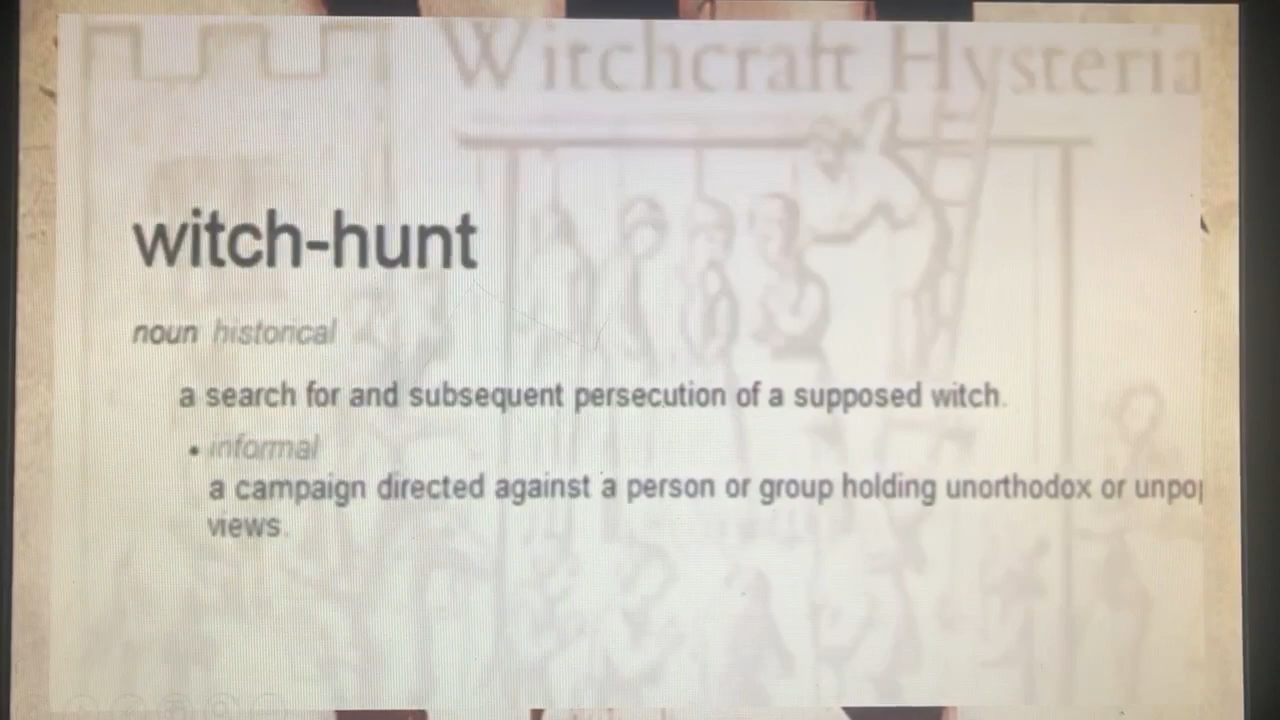 Witchcraft Hysteria
witch-hunt
noun historical
a search for and subsequent persecution of a supposed witch.
• informal
a campaign directed against a person or group holding unorthodox or
views.